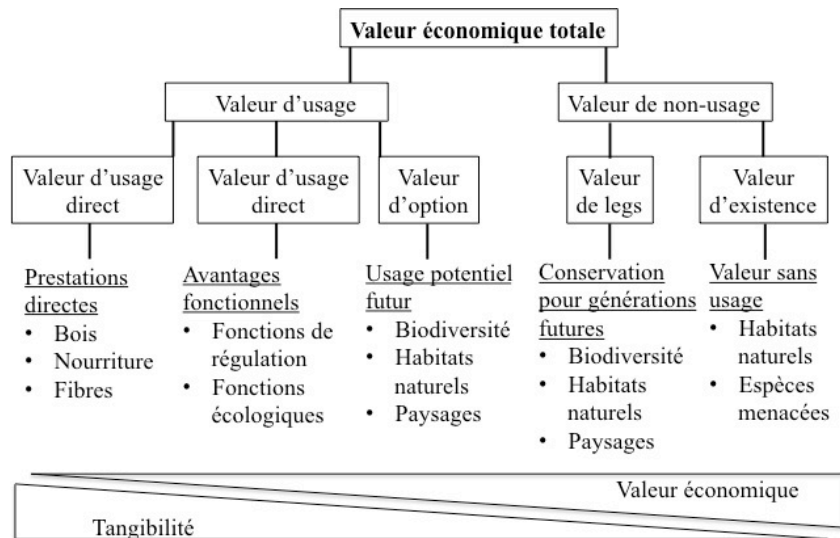 Valeur économique totale
Valeur d’usage
Valeur de non-usage
Valeur d’usage
direct
Valeur d’usage
direct
Valeur
d’option
Valeur
de legs
Valeur
d’existence
Prestations
directes
• Bois
• Nourriture
• Fibres
Avantages
fonctionnels
• Fonctions de
régulation
• Fonctions
écologiques
Usage potentiel
futur
• Biodiversité
• Habitats
naturels
• Paysages
Conservation
pour générations
futures
• Biodiversité
• Habitats
naturels
• Paysages
Valeur sans
usage
• Habitats
naturels
• Espèces
menacées
Valeur économique
Tangibilité